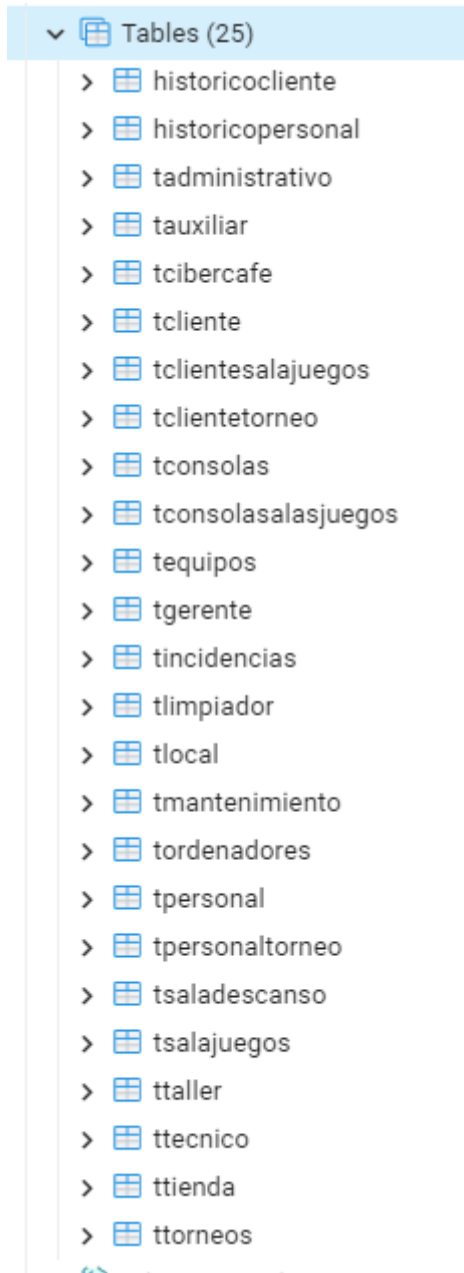 Tables (25)
historicocliente
historicopersonal
tadministrativo
tauxiliar
tcibercafe
tcliente
tclientesalajuegos
tclientetorneo
tconsolas
tconsolasalasjuegos
tequipos
tgerente
tincidencias
tlimpiador
tlocal
tmantenimiento
tordenadores
tpersonal
tpersonaltorneo
tsaladescanso
tsalajuegos
ttaller
ttecnico
ttienda
ttorneos